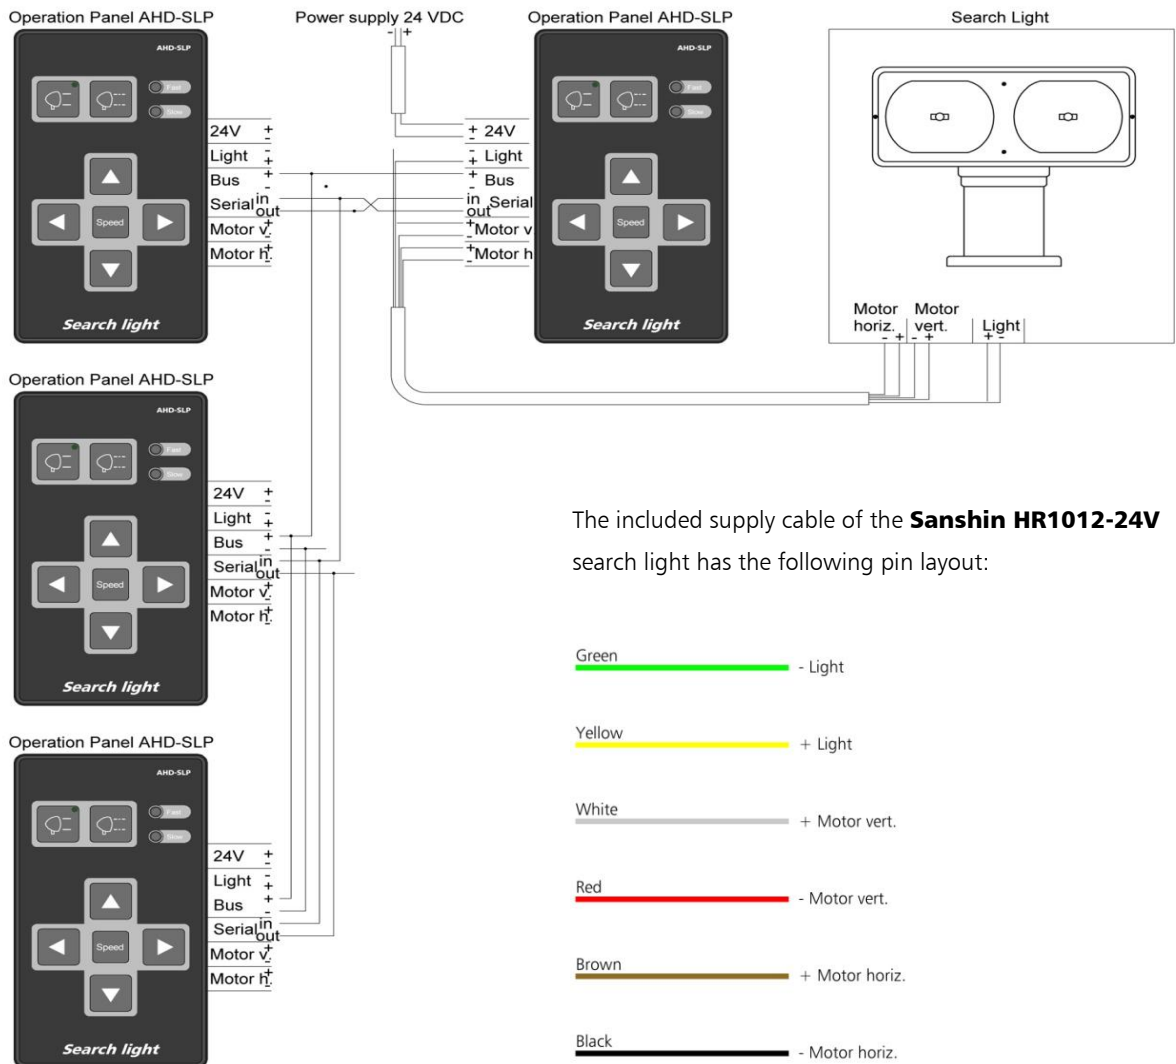 Operation Panel AHD-SLP
Power supply 24 VDC
- +
Operation Panel AHD-SLP
Search Light
AHD-SLP
Fast
Slow
24V + -
Light - +
Bus + -
Serial in out
Motor v. + -
Motor h. + -
Speed
Search light
AHD-SLP
Fast
Slow
+ - 24V
- + Light
+ - Bus
in out Serial
+ - Motor v
+ - Motor h
Speed
Search light
Motor horiz. - +
Motor vert. - +
Light + -
Operation Panel AHD-SLP
AHD-SLP
Fast
Slow
24V + -
Light - +
Bus + -
Serial in out
Motor v. + -
Motor h. + -
Speed
Search light
The included supply cable of the Sanshin HR1012-24V
search light has the following pin layout:
Green - Light
Yellow + Light
White + Motor vert.
Red - Motor vert.
Brown + Motor horiz.
Black - Motor horiz.
Operation Panel AHD-SLP
AHD-SLP
Fast
Slow
24V + -
Light - +
Bus + -
Serial in out
Motor v. + -
Motor h. + -
Speed
Search light